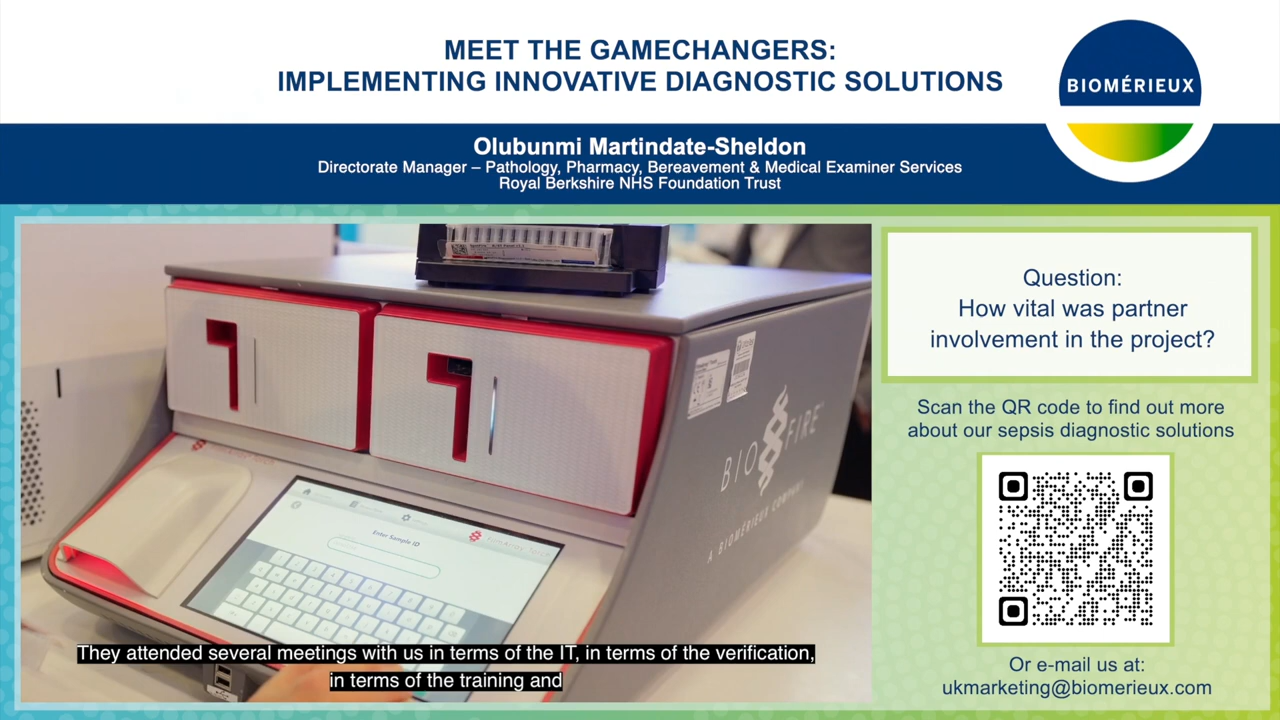 MEET THE GAMECHANGERS:
IMPLEMENTING INNOVATIVE DIAGNOSTIC SOLUTIONS
BIOMÉRIEUX
Olubunmi Martindate-Sheldon
Directorate Manager – Pathology, Pharmacy, Bereavement & Medical Examiner Services
Royal Berkshire NHS Foundation Trust
BIOFIRE
A BIOMÉRIEUX COMPANY
Enter Sample ID
They attended several meetings with us in terms of the IT, in terms of the verification,
in terms of the training and
Question:
How vital was partner
involvement in the project?
Scan the QR code to find out more
about our sepsis diagnostic solutions
Or e-mail us at:
ukmarketing@biomerieux.com